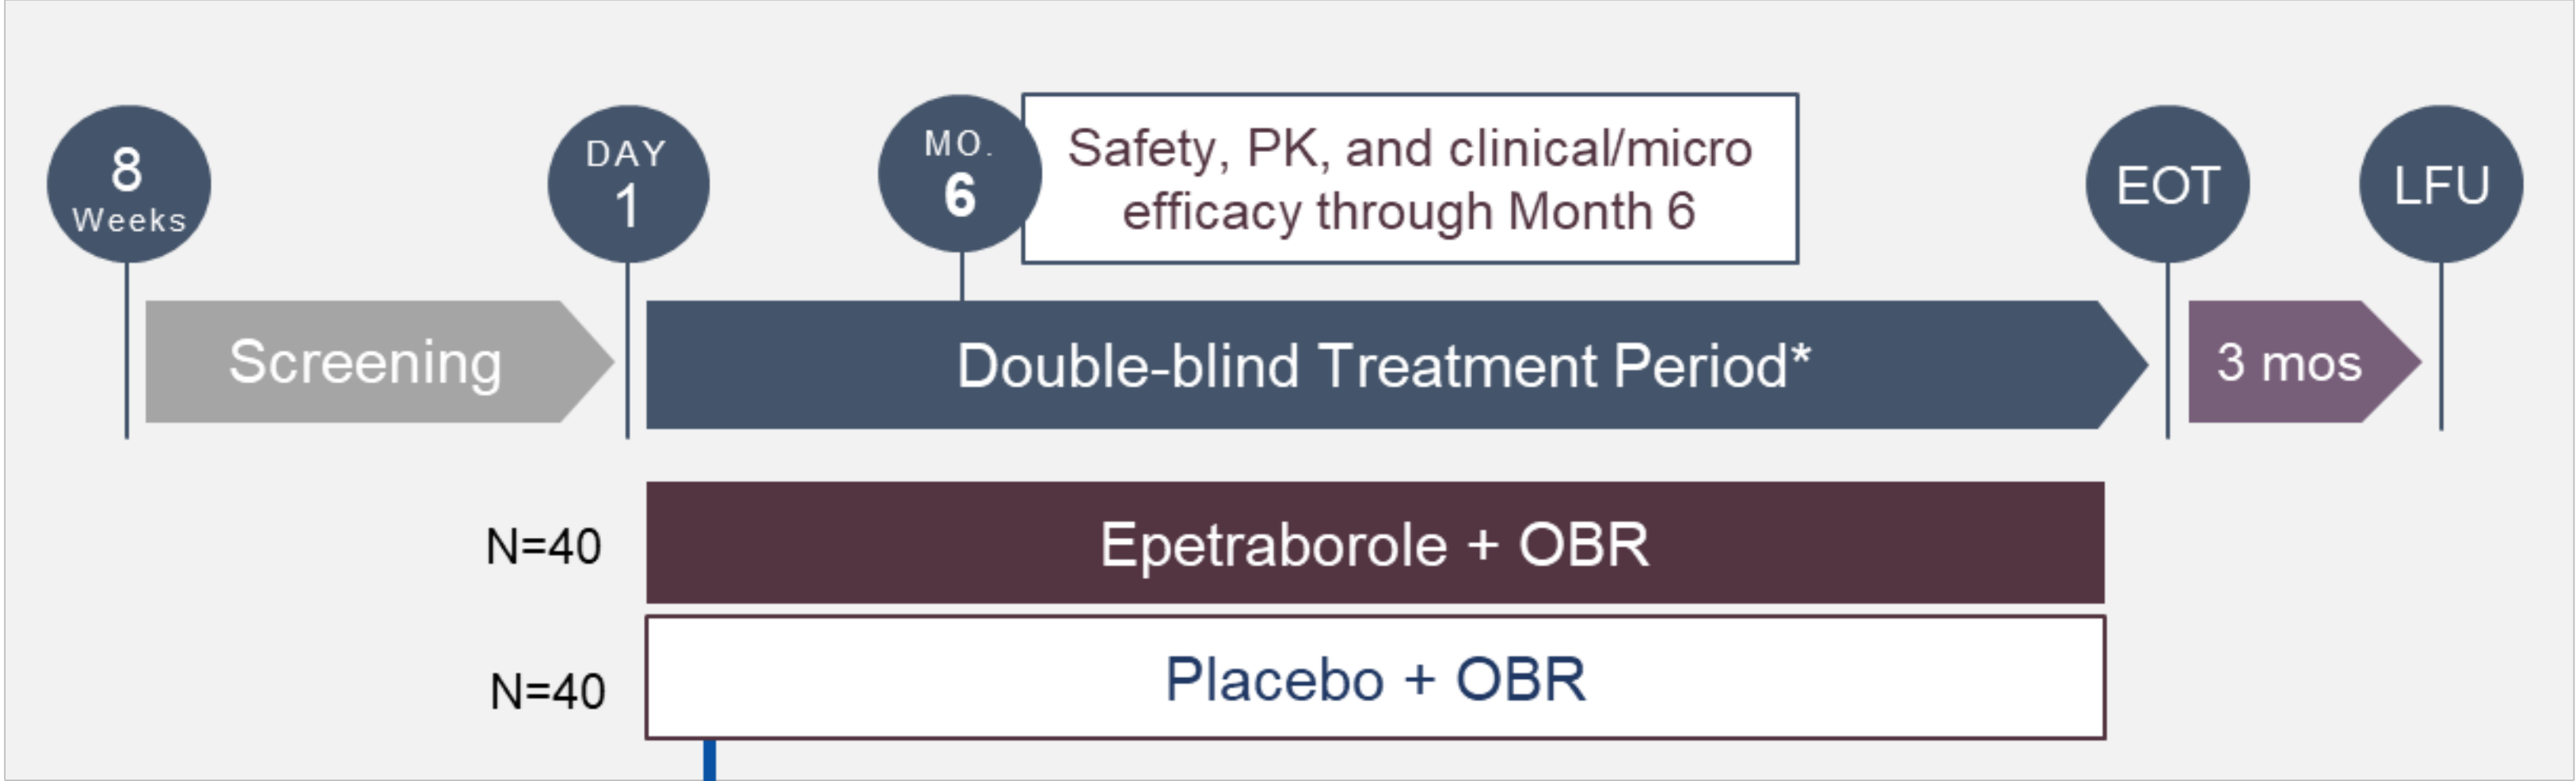 8
Weeks
DAY
1
MO.
6
Safety, PK, and clinical/micro
efficacy through Month 6
EOT
LFU
Screening
Double-blind Treatment Period*
3 mos
N=40
Epetraborole + OBR
N=40
Placebo + OBR